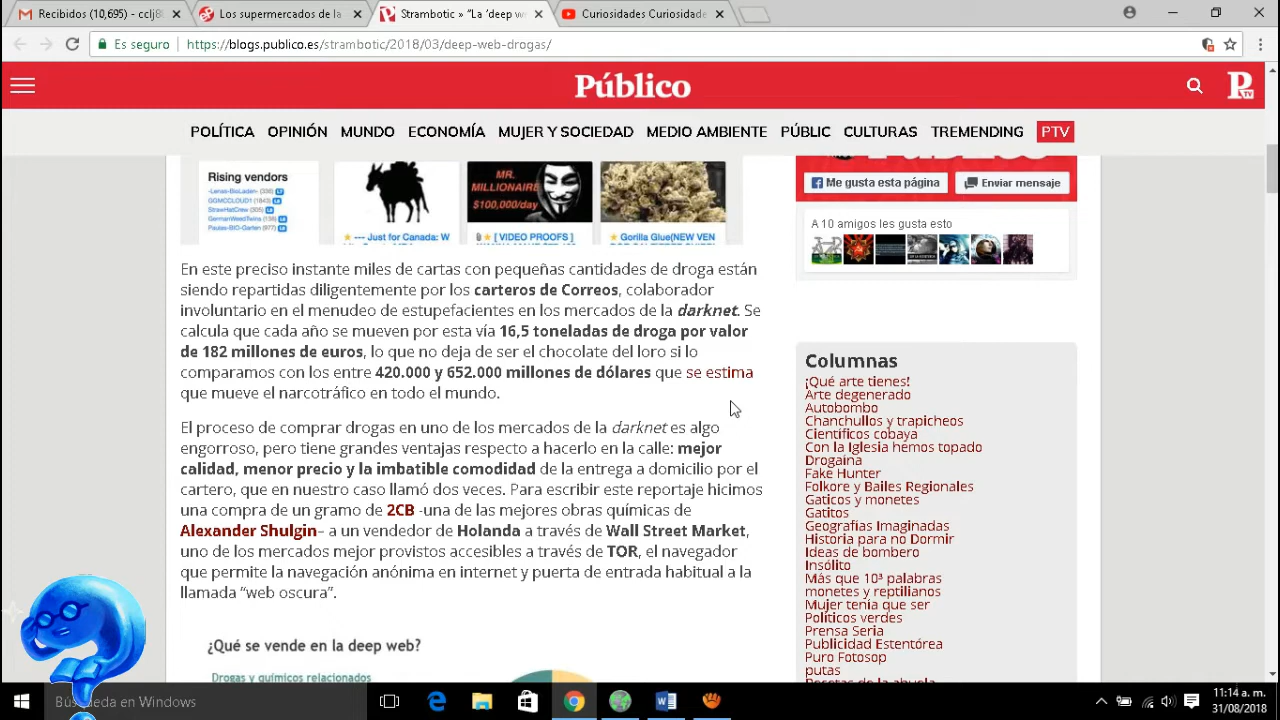 Recibidos (10,695) - cclj8
Los supermercados de la
Strambotic » "La 'deep w
Curiosidades Curiosidade
Es seguro
https://blogs.publico.es/strambotic/2018/03/deep-web-drogas/
Público
POLÍTICA OPINIÓN MUNDO ECONOMÍA MUJER Y SOCIEDAD MEDIO AMBIENTE PÚBLIC CULTURAS TREMENDING PTV
Rising vendors
MR.
MILLIONAIRE
$100,000/day
--- Just for Canada: W
[ VIDEO PROOFS ]
Gorilla Glue(NEW VEN
Me gusta esta página
Enviar mensaje
A 10 amigos les gusta esto
En este preciso instante miles de cartas con pequeñas cantidades de droga están
siendo repartidas diligentemente por los carteros de Correos, colaborador
involuntario en el menudeo de estupefacientes en los mercados de la darknet. Se
calcula que cada año se mueven por esta vía 16,5 toneladas de droga por valor
de 182 millones de euros, lo que no deja de ser el chocolate del loro si lo
comparamos con los entre 420.000 y 652.000 millones de dólares que se estima
que mueve el narcotráfico en todo el mundo.
El proceso de comprar drogas en uno de los mercados de la darknet es algo
engorroso, pero tiene grandes ventajas respecto a hacerlo en la calle: mejor
calidad, menor precio y la imbatible comodidad de la entrega a domicilio por el
cartero, que en nuestro caso llamó dos veces. Para escribir este reportaje hicimos
una compra de un gramo de 2CB -una de las mejores obras químicas de
Alexander Shulgin– a un vendedor de Holanda a través de Wall Street Market,
uno de los mercados mejor provistos accesibles a través de TOR, el navegador
que permite la navegación anónima en internet y puerta de entrada habitual a la
llamada "web oscura".
¿Qué se vende en la deep web?
Drogas y químicos relacionados
Columnas
¡Qué arte tienes!
Arte degenerado
Autobombo
Chanchullos y trapicheos
Científicos cobaya
Con la Iglesia hemos topado
Drogaína
Fake Hunter
Folkore y Bailes Regionales
Gaticos y monetes
Gatitos
Geografías Imaginadas
Historia para no Dormir
Ideas de bombero
Insólito
Más que 10³ palabras
monetes y reptilianos
Mujer tenía que ser
Políticos verdes
Prensa Seria
Publicidad Estentórea
Puro Fotosop
putas
Recetas de la abuela
Búsqueda en Windows
11:14 a. m.
31/08/2018